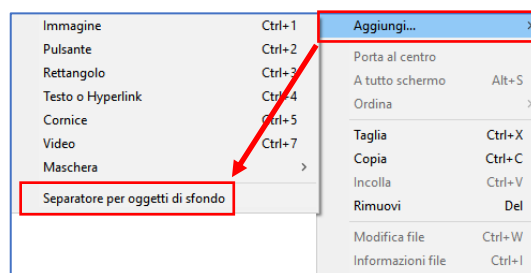 Immagine Ctrl+1
Pulsante Ctrl+2
Rettangolo Ctrl+3
Testo o Hyperlink Ctrl+4
Cornice Ctrl+5
Video Ctrl+7
Maschera
Separatore per oggetti di sfondo
Aggiungi...
Porta al centro
A tutto schermo Alt+S
Ordina
Taglia Ctrl+X
Copia Ctrl+C
Incolla Ctrl+V
Rimuovi Del
Modifica file Ctrl+W
Informazioni file Ctrl+I